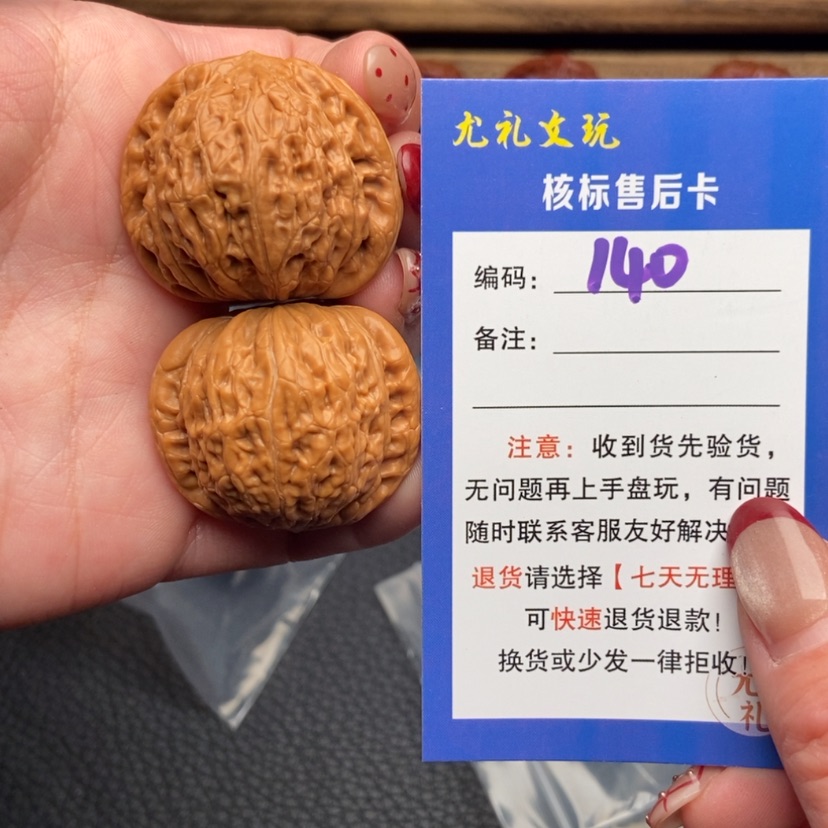 尤礼文玩
核标售后卡
编码：140
备注：
注意：收到货先验货，
无问题再上手盘玩，有问题
随时联系客服友好解决
退货请选择【七天无理
可快速退货退款！
换货或少发一律拒收！
尤
礼